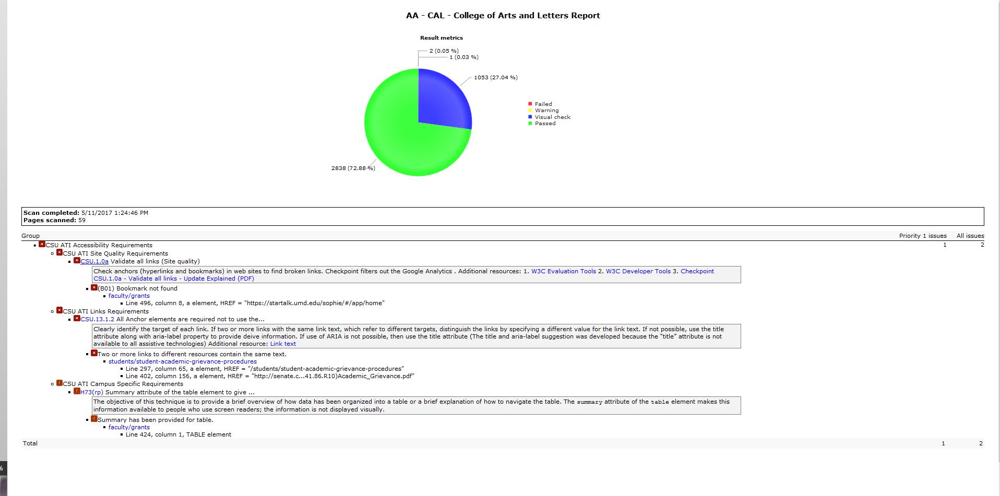 AA - CAL - College of Arts and Letters Report
Result metrics
2 (0.05 %)
1 (0.03 %)
1053 (27.04 %)
Failed
Warning
Visual check
Passed
2838 (72.88 %)
Scan completed: 5/11/2017 1:24:46 PM
Pages scanned: 59
Group Priority 1 issues All issues
CSU ATI Accessibility Requirements 1 2
CSU ATI Site Quality Requirements
CSU.1.0a Validate all links (Site quality)
Check anchors (hyperlinks and bookmarks) in web sites to find broken links. Checkpoint filters out the Google Analytics . Additional resources: 1. W3C Evaluation Tools 2. W3C Developer Tools 3. Checkpoint
CSU.1.0a - Validate all links - Update Explained (PDF)
(B01) Bookmark not found
faculty/grants
Line 496, column 8, a element, HREF = "https://startalk.umd.edu/sophie/#/app/home"
CSU ATI Links Requirements
CSU.13.1.2 All Anchor elements are required not to use the...
Clearly identify the target of each link. If two or more links with the same link text, which refer to different targets, distinguish the links by specifying a different value for the link text. If not possible, use the title
attribute along with aria-label property to provide deive information. If use of ARIA is not possible, then use the title attribute (The title and aria-label suggestion was developed because the “title” attribute is not
available to all assistive technologies) Additional resource: Link text
Two or more links to different resources contain the same text.
students/student-academic-grievance-procedures
Line 297, column 65, a element, HREF = "/students/student-academic-grievance-procedures"
Line 402, column 156, a element, HREF = "http://senate.c...41.86.R10)Academic_Grievance.pdf"
CSU ATI Campus Specific Requirements
H73(rp) Summary attribute of the table element to give ...
The objective of this technique is to provide a brief overview of how data has been organized into a table or a brief explanation of how to navigate the table. The summary attribute of the table element makes this
information available to people who use screen readers; the information is not displayed visually.
Summary has been provided for table.
faculty/grants
Line 424, column 1, TABLE element
Total 1 2
%